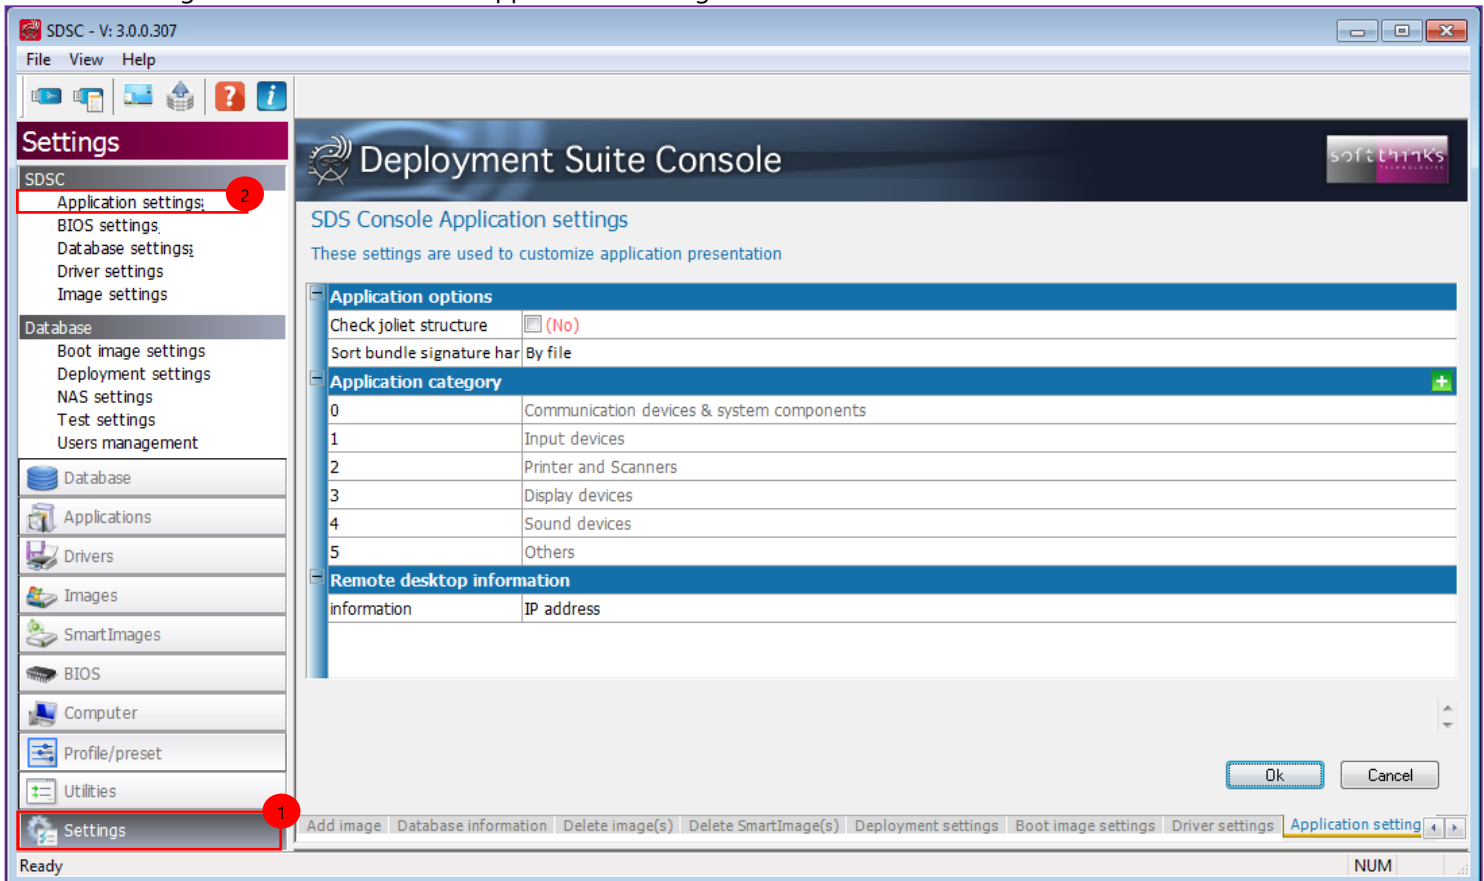 SDSC - V: 3.0.0.307
File View Help
Settings
Deployment Suite Console
softthinks
TECHNOLOGIES
SDSC
2
Application settings;
BIOS settings
Database settings;
Driver settings
Image settings
SDS Console Application settings
These settings are used to customize application presentation
Database
Boot image settings
Deployment settings
NAS settings
Test settings
Users management
Application options
Check joliet structure (No)
Sort bundle signature har By file
Application category
0 Communication devices & system components
1 Input devices
2 Printer and Scanners
3 Display devices
4 Sound devices
5 Others
Remote desktop information
information IP address
Database
Applications
Drivers
Images
SmartImages
BIOS
Computer
Profile/preset
Utilities
1
Settings
Ok Cancel
Add image Database information Delete image(s) Delete SmartImage(s) Deployment settings Boot image settings Driver settings Application setting
Ready NUM